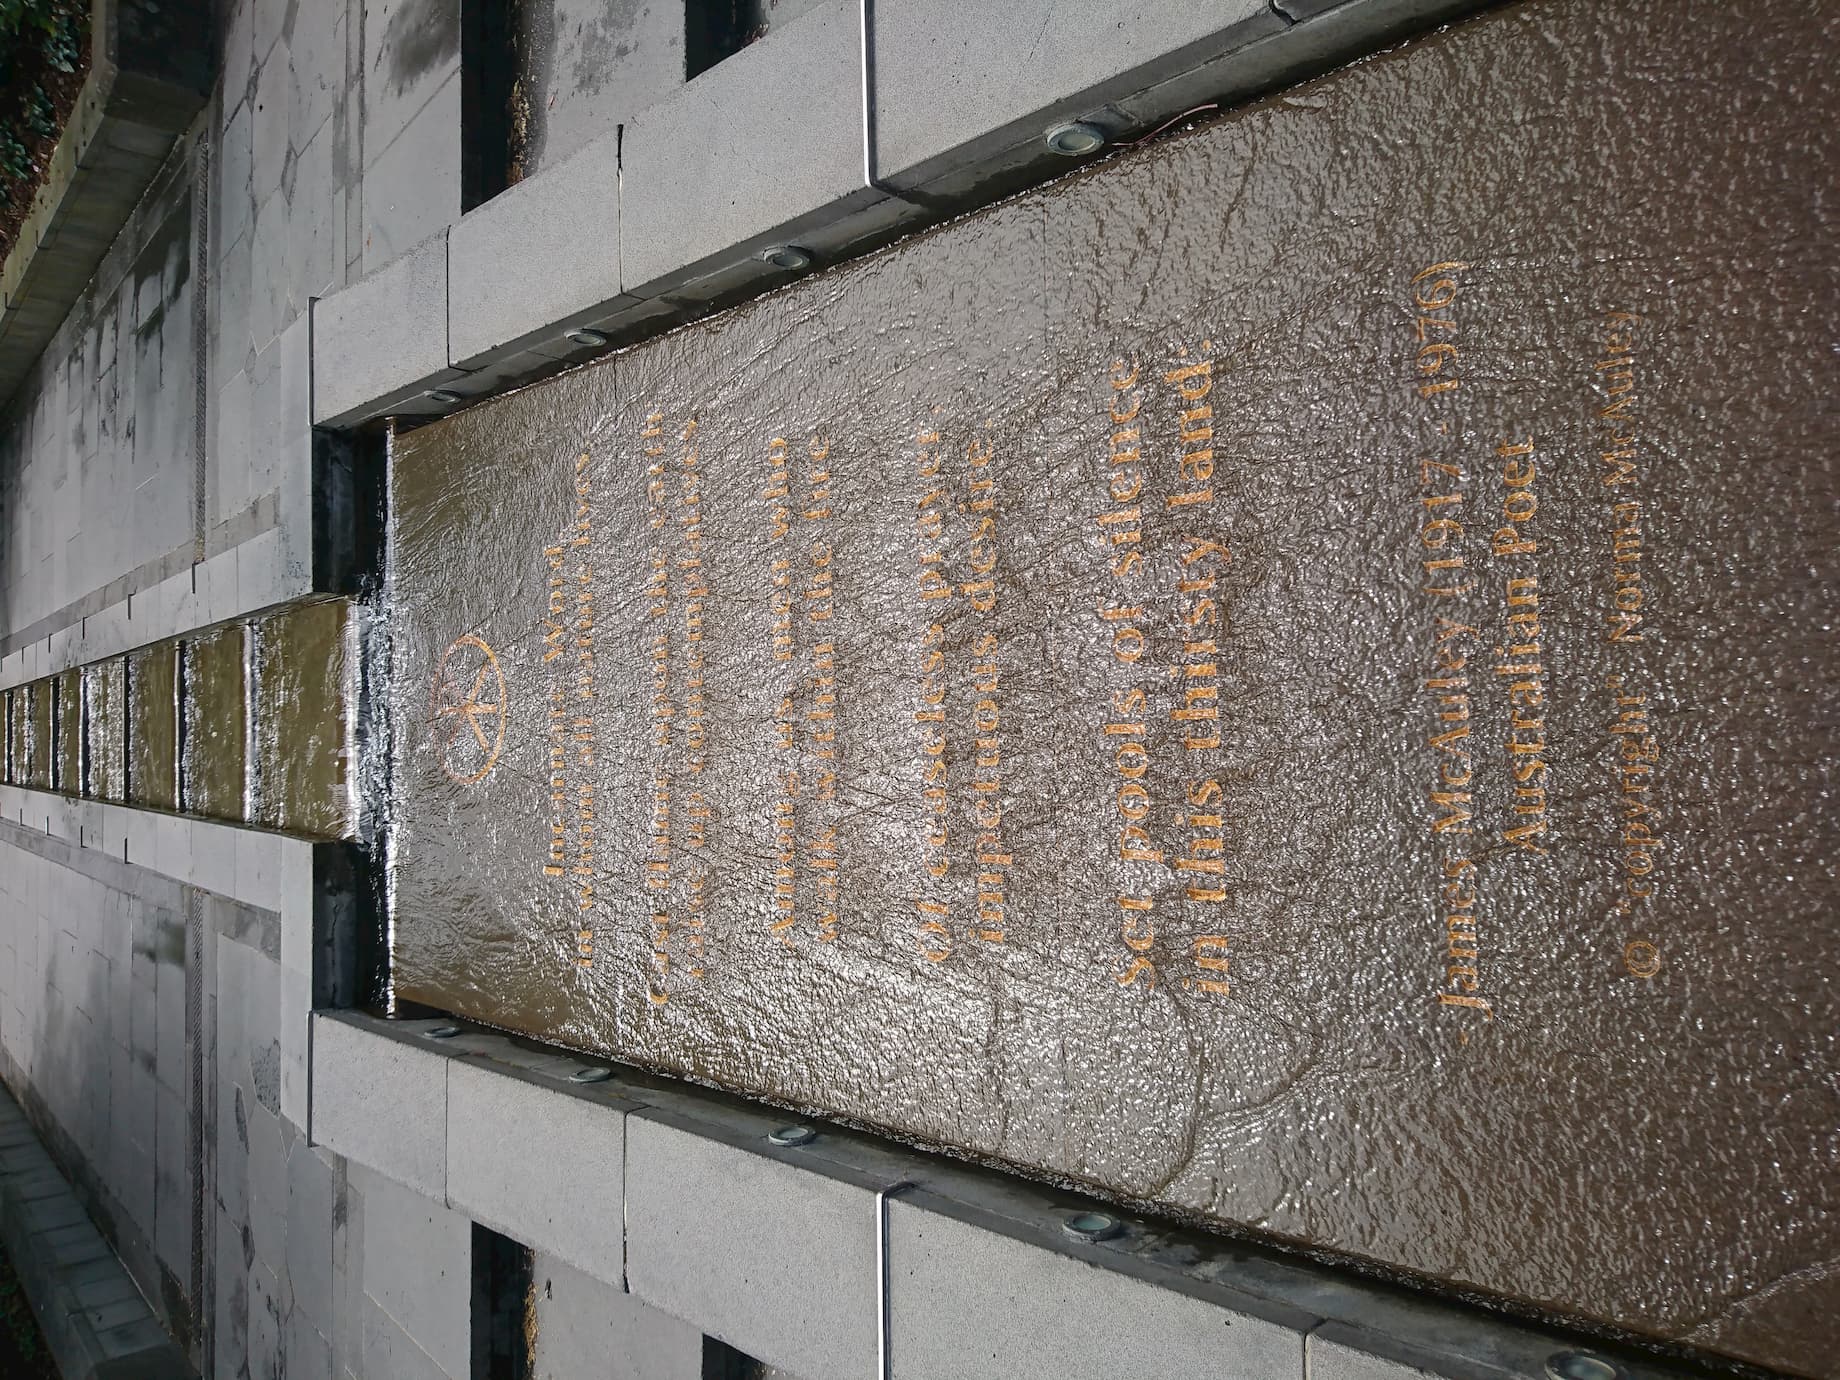 Incarnate Word,
in whom all nature lives
Cast flame upon the earth
raise up contemplatives
Among us, men who
walk within the fire
Of ceaseless prayer,
impetuous desire.
Set pools of silence
in this thirsty land:
- James McAuley (1917 - 1976)
Australian Poet
© "copyright" Norma McAuley